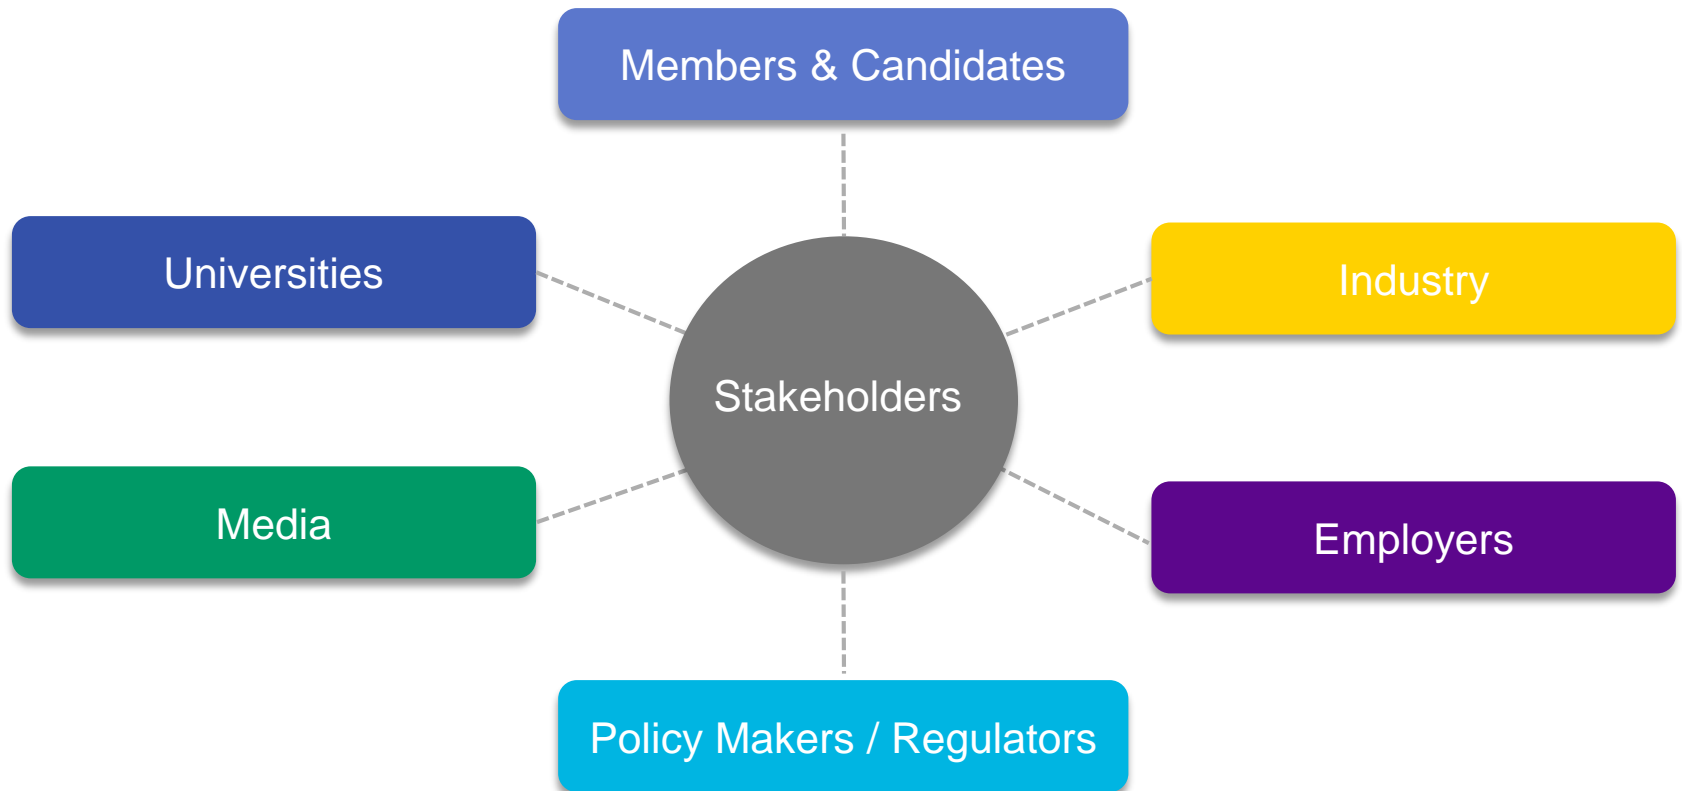 Members & Candidates
Universities
Industry
Stakeholders
Media
Employers
Policy Makers / Regulators